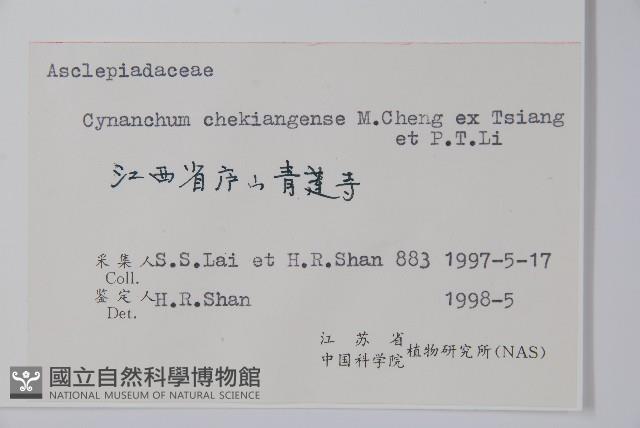 Asclepiadaceae
Cynanchum chekiangense M.Cheng ex Tsiang
et P.T.Li
江西省庐山青莲寺
采集人 S.S.Lai et H.R.Shan 883 1997-5-17
Coll.
鉴定人 H.R.Shan 1998-5
Det.
江苏省
中国科学院 植物研究所(NAS)
國立自然科學博物館
NATIONAL MUSEUM OF NATURAL SCIENCE